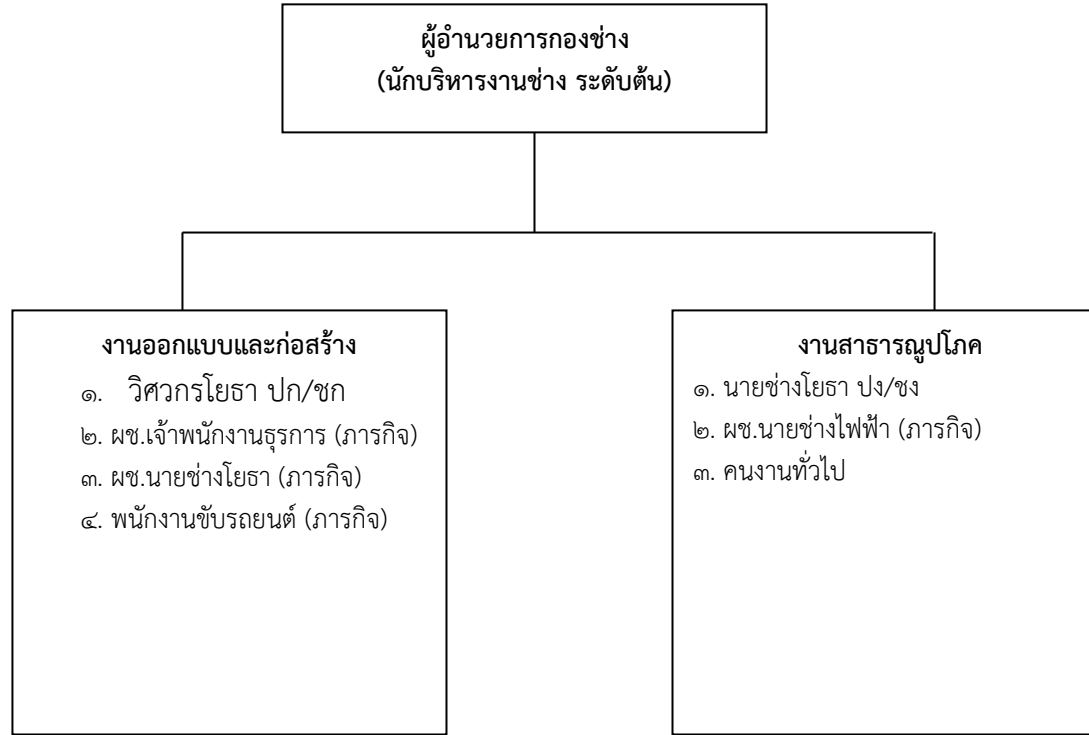 ผู้อำนวยการกองช่าง
(นักบริหารงานช่าง ระดับต้น)
งานออกแบบและก่อสร้าง
๑. วิศวกรโยธา ปก/ชก
๒. ผช.เจ้าพนักงานธุรการ (ภารกิจ)
๓. ผช.นายช่างโยธา (ภารกิจ)
๔. พนักงานขับรถยนต์ (ภารกิจ)
งานสาธารณูปโภค
๑. นายช่างโยธา ปง/ชง
๒. ผช.นายช่างไฟฟ้า (ภารกิจ)
๓. คนงานทั่วไป